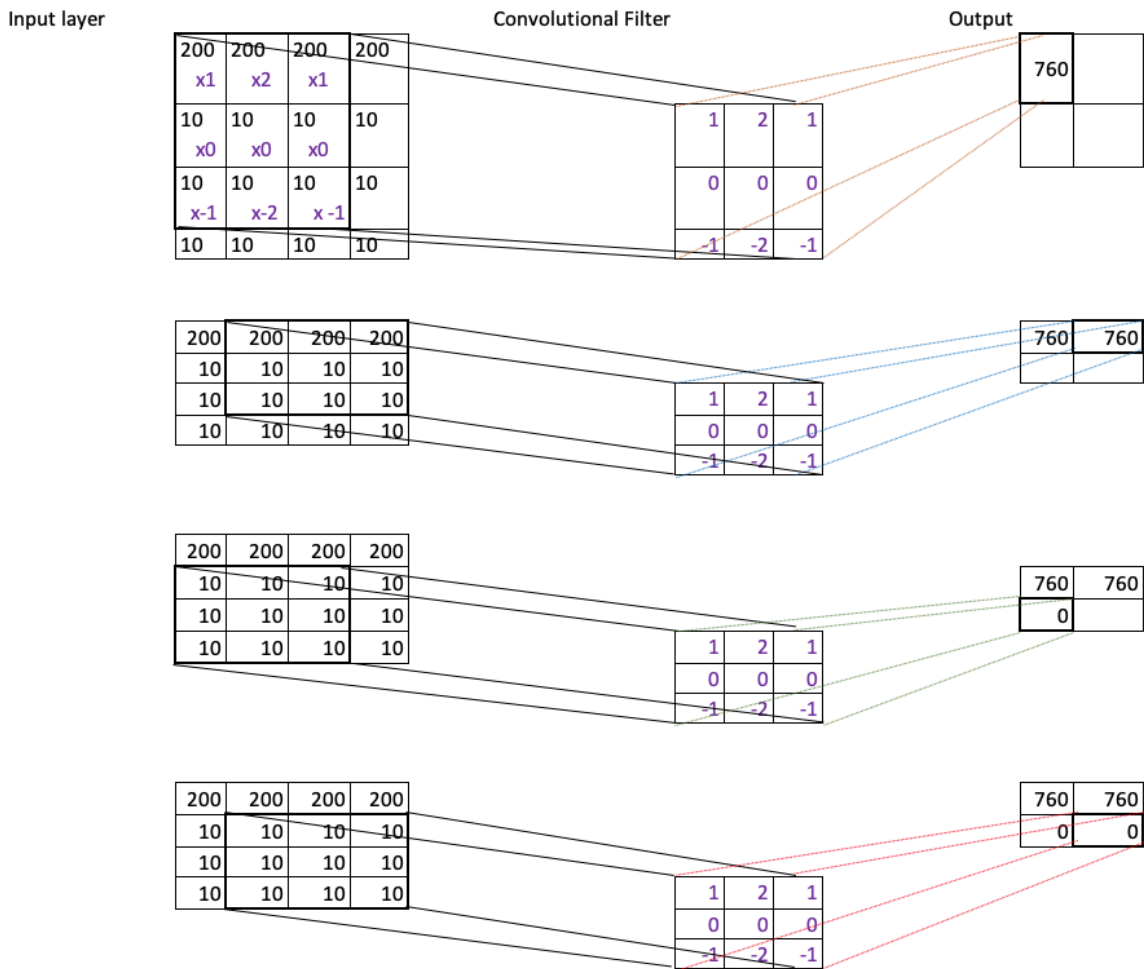 Input layer Convolutional Filter Output
200 200 200 200
x1 x2 x1
760
10 10 10 10
x0 x0 x0
1 2 1
10 10 10 10
x-1 x-2 x -1
0 0 0
10 10 10 10
-1 -2 -1
200 200 200 200 760 760
10 10 10 10
10 10 10 10 1 2 1
10 10 10 10 0 0 0
-1 -2 -1
200 200 200 200
10 10 10 10 760 760
10 10 10 10 0
10 10 10 10 1 2 1
0 0 0
-1 -2 -1
200 200 200 200 760 760
10 10 10 10 0 0
10 10 10 10
10 10 10 10 1 2 1
0 0 0
-1 -2 -1